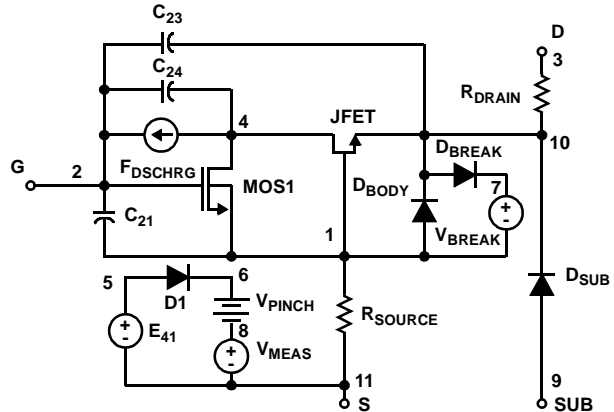 C23
D
C24
3
RDRAIN
4
JFET
10
G
2
FDSCHRG
DBREAK
MOS1
DBODY
7
C21
1
VBREAK
5
6
D1
VPINCH
DSUB
E41
8
RSOURCE
VMEAS
11
9
S
SUB